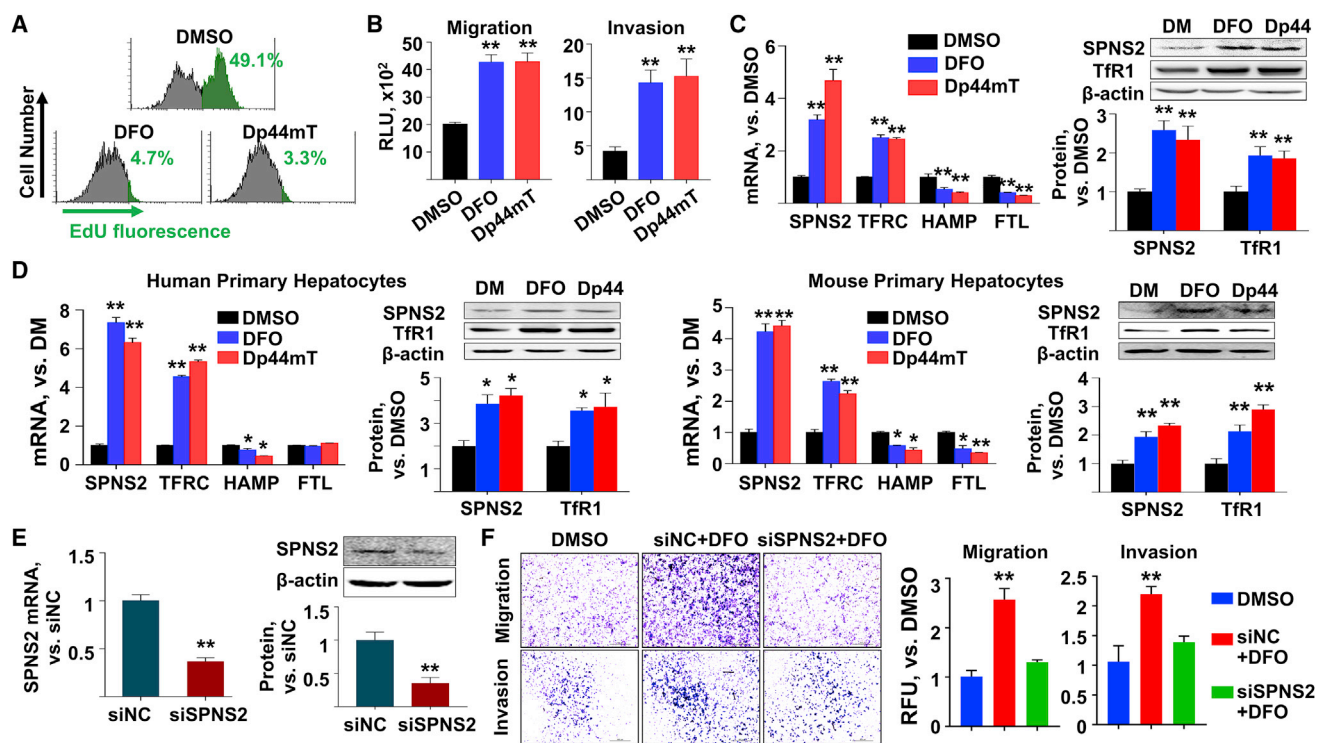 A
DMSO
49.1%
DFO
4.7%
Dp44mT
3.3%
Cell Number
EdU fluorescence
B
Migration
Invasion
RLU, x10²
50
40
30
20
10
0
20
15
10
5
0
**
**
**
**
DMSO
DFO
Dp44mT
DMSO
DFO
Dp44mT
C
mRNA, vs. DMSO
6
4
2
0
DMSO
DFO
Dp44mT
**
**
**
**
**
**
**
**
SPNS2
TFRC
HAMP
FTL
DM DFO Dp44
SPNS2
TfR1
β-actin
Protein,
vs. DMSO
3
2
1
**
**
**
**
SPNS2
TfR1
D
Human Primary Hepatocytes
mRNA, vs. DM
8
6
4
2
0
DMSO
DFO
Dp44mT
**
**
**
**
*
*
SPNS2
TFRC
HAMP
FTL
DM DFO Dp44
SPNS2
TfR1
β-actin
Protein,
vs. DMSO
4
2
0
*
*
*
*
SPNS2
TfR1
Mouse Primary Hepatocytes
mRNA, vs. DM
5
4
3
2
1
0
DMSO
DFO
Dp44mT
**
**
**
**
*
*
*
**
SPNS2
TFRC
HAMP
FTL
DM DFO Dp44
SPNS2
TfR1
β-actin
Protein,
vs. DMSO
4
3
2
1
0
**
**
**
**
SPNS2
TfR1
E
SPNS2 mRNA,
vs. siNC
1.5
1
0.5
**
siNC
siSPNS2
SPNS2
β-actin
Protein,
vs. siNC
1.5
1
0.5
**
siNC
siSPNS2
F
DMSO siNC+DFO siSPNS2+DFO
Migration
Invasion
RFU, vs. DMSO
Migration
3
2
1
0
**
Invasion
2.5
2
1.5
1
0.5
0
**
DMSO
siNC
+DFO
siSPNS2
+DFO